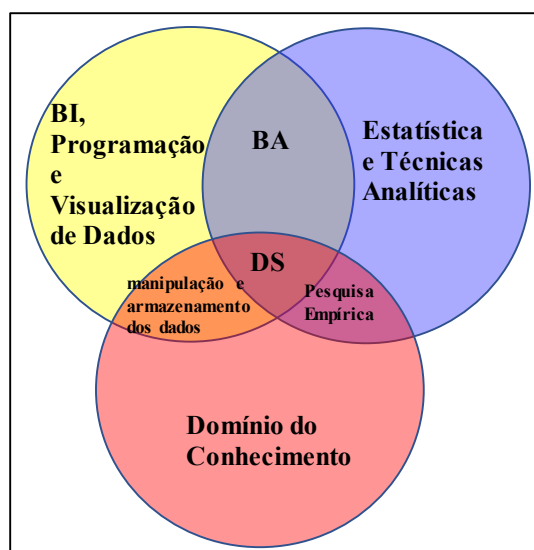 BI,
Programação
e
Visualização
de Dados
BA
Estatística
e Técnicas
Analíticas
DS
manipulação e
armazenamento
dos dados
Pesquisa
Empírica
Domínio do
Conhecimento